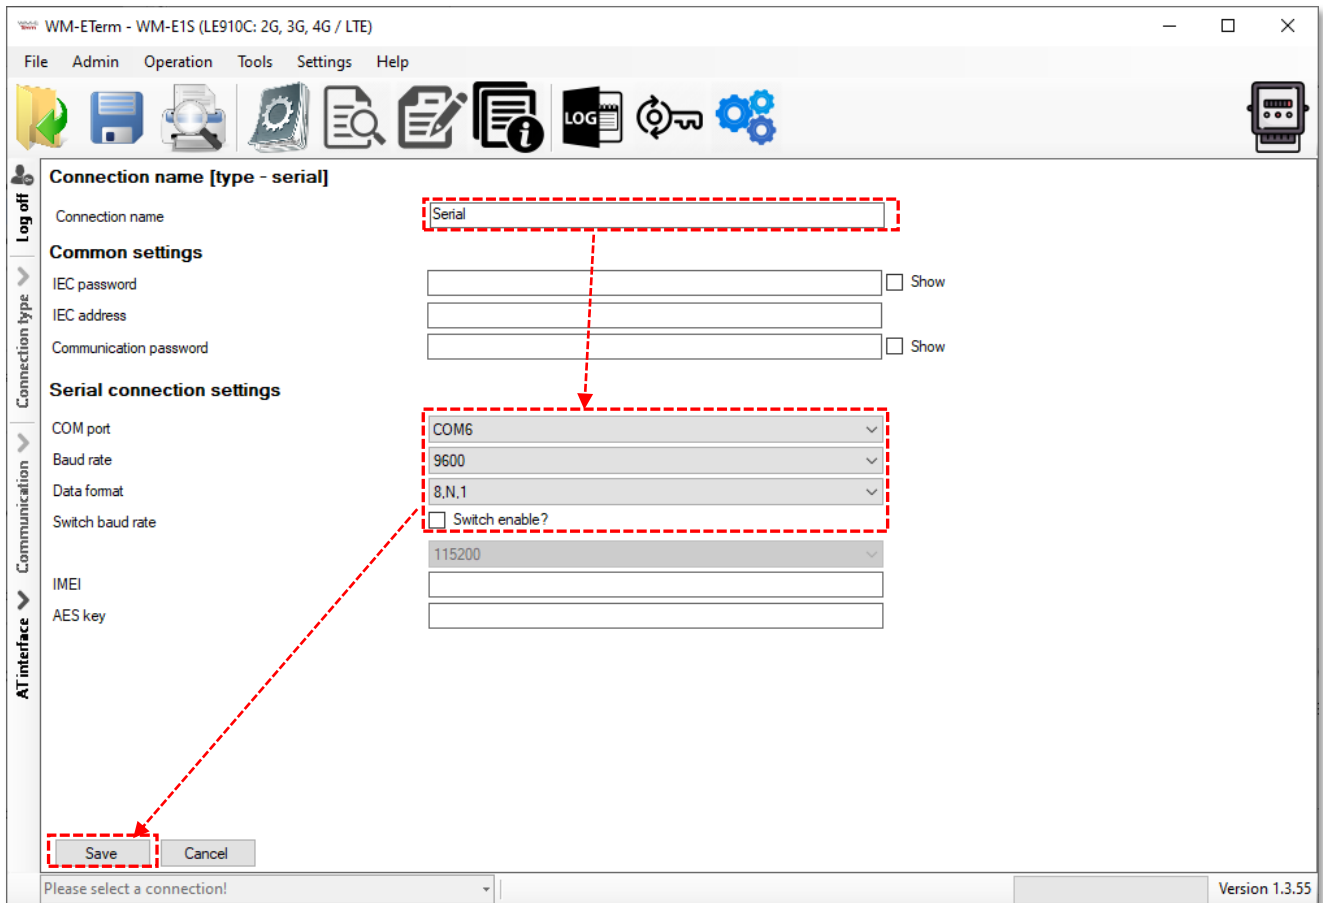 WM-ETerm - WM-E1S (LE910C: 2G, 3G, 4G / LTE)
File Admin Operation Tools Settings Help
LOG
Log off
Connection type
Communication
AT interface
Connection name [type - serial]
Connection name Serial
Common settings
IEC password Show
IEC address
Communication password Show
Serial connection settings
COM port COM6
Baud rate 9600
Data format 8,N,1
Switch baud rate Switch enable?
115200
IMEI
AES key
Save Cancel
Please select a connection! Version 1.3.55